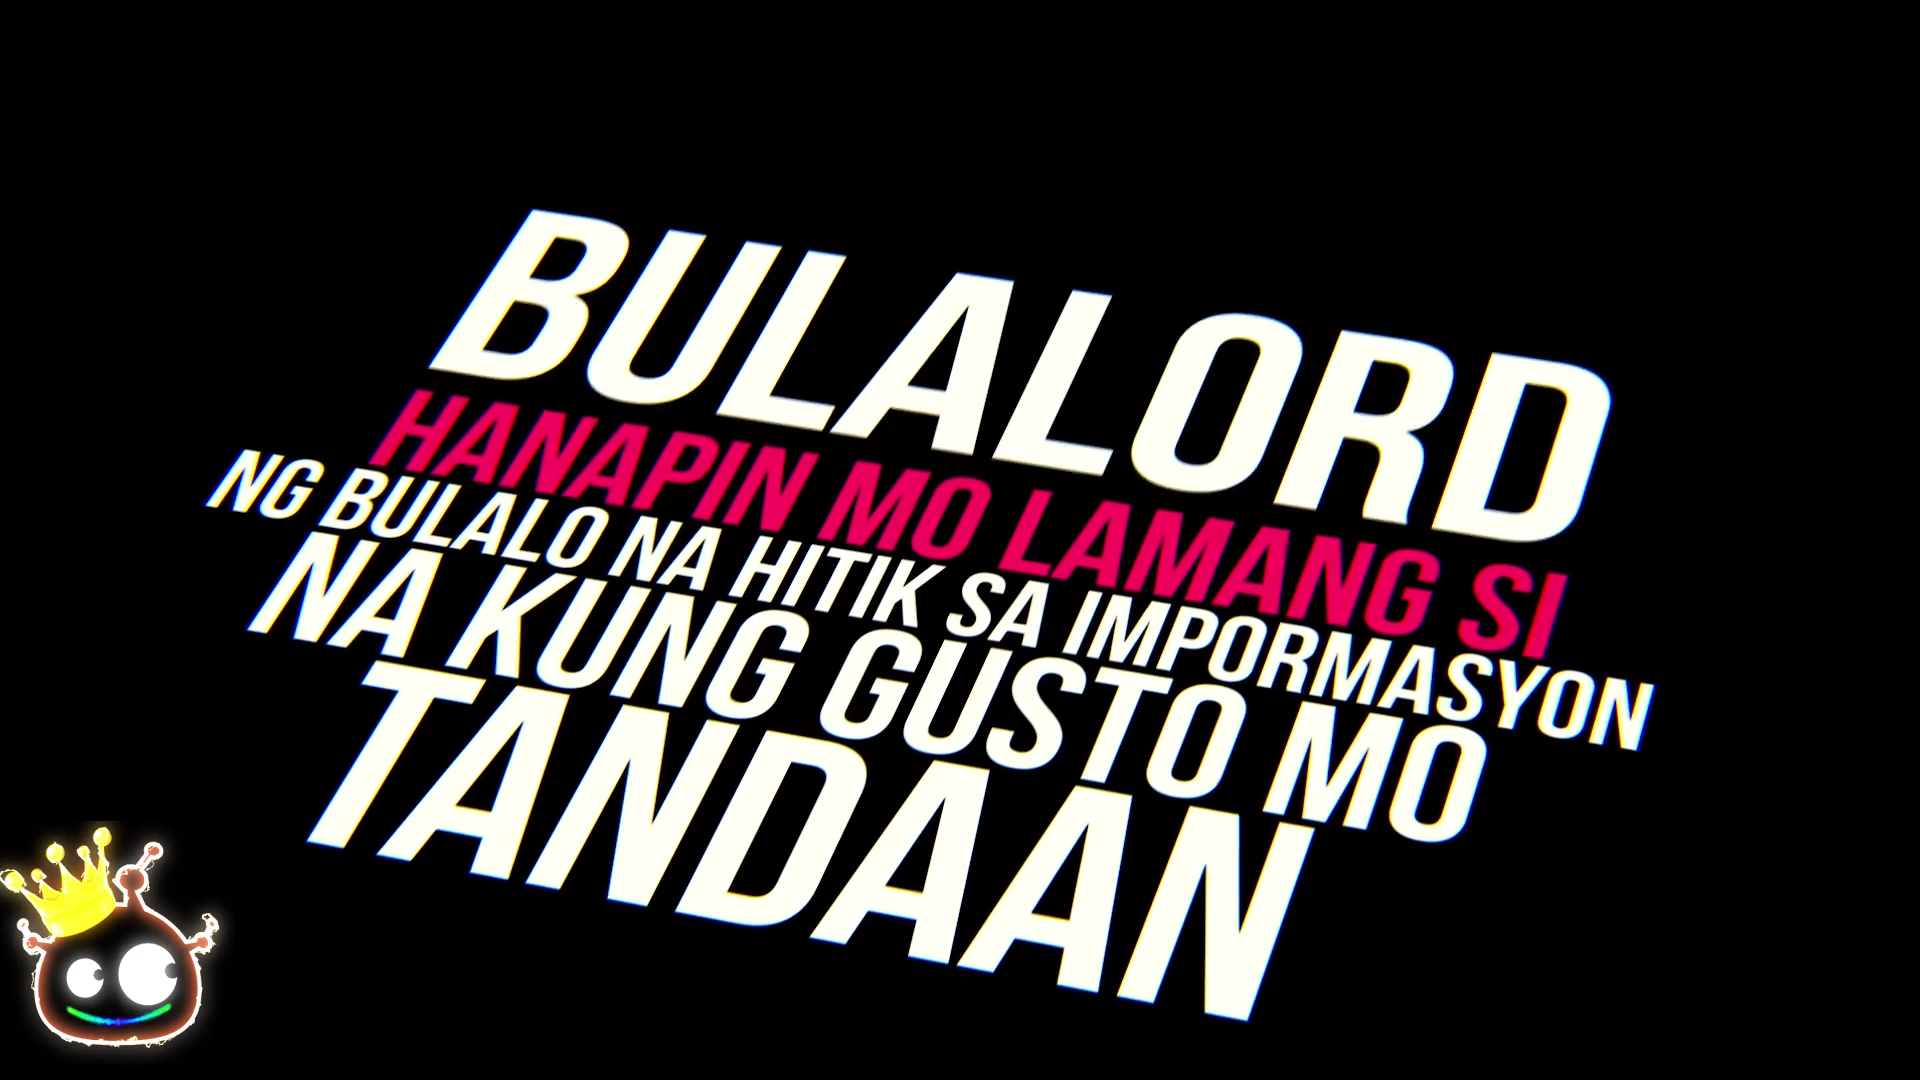 BULALORD
HANAPIN MO LAMANG SI
NG BULALO NA HITIK SA IMPORMASYON
NA KUNG GUSTO MO
TANDAAN